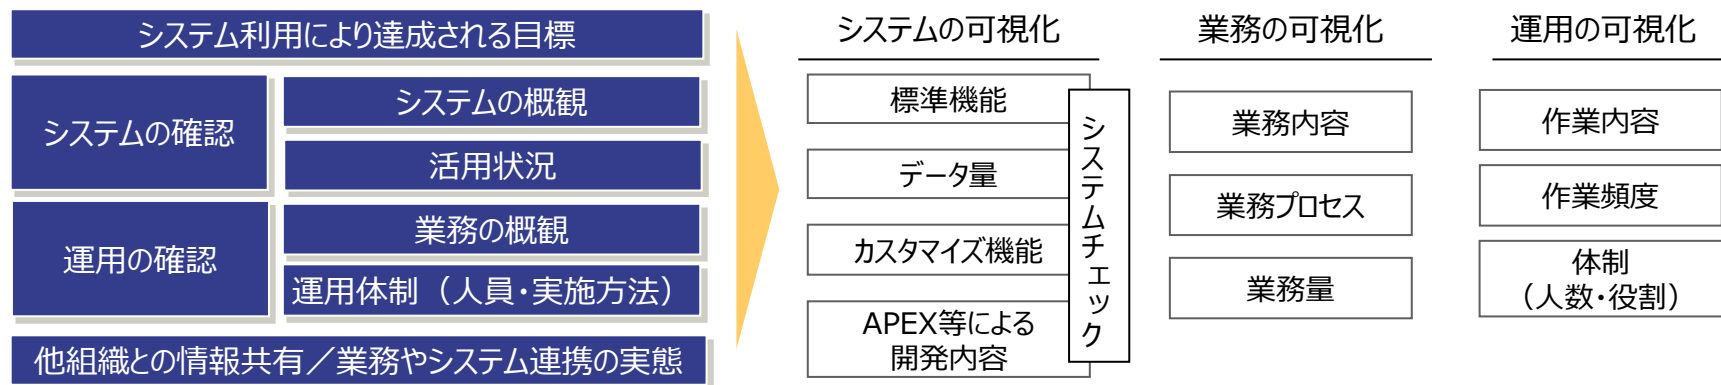 システム利用により達成される目標
システムの確認
システムの概観
活用状況
運用の確認
業務の概観
運用体制（人員・実施方法）
他組織との情報共有／業務やシステム連携の実態
システムの可視化
標準機能
データ量
カスタマイズ機能
APEX等による
開発内容
システムチェック
業務の可視化
業務内容
業務プロセス
業務量
運用の可視化
作業内容
作業頻度
体制
（人数・役割）